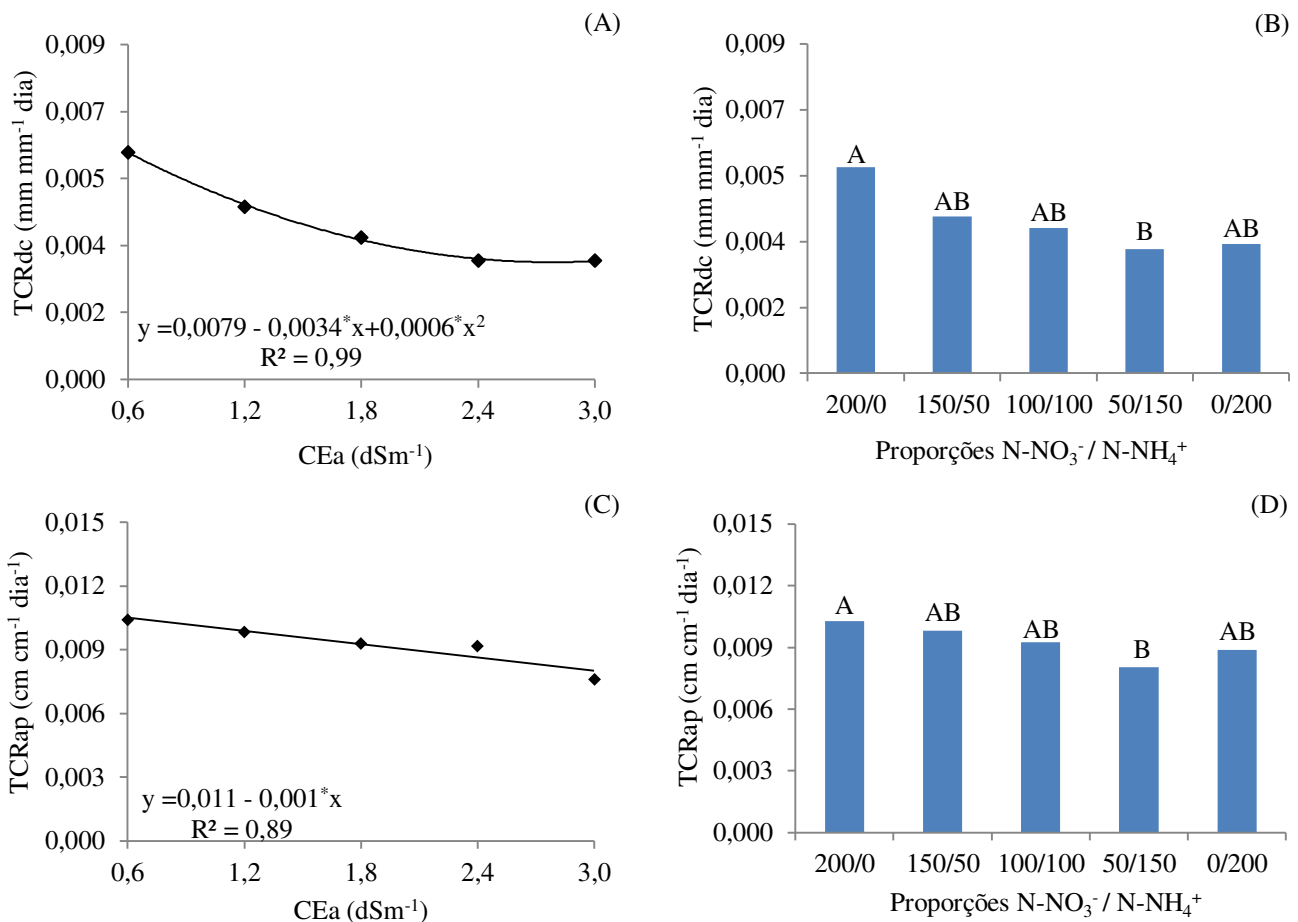 (A)
0,009
0,007
0,005
0,004
0,002
0,000
TCRdc (mm mm⁻¹ dia)
y =0,0079 - 0,0034*x+0,0006*x²
R² = 0,99
0,6 1,2 1,8 2,4 3,0
CEa (dSm⁻¹)
(B)
0,009
0,007
0,005
0,004
0,002
0,000
TCRdc (mm mm⁻¹ dia)
A AB AB B AB
200/0 150/50 100/100 50/150 0/200
Proporções N-NO₃⁻ / N-NH₄⁺
(C)
0,015
0,012
0,009
0,006
0,003
0,000
TCRap (cm cm⁻¹ dia⁻¹)
y =0,011 - 0,001*x
R² = 0,89
0,6 1,2 1,8 2,4 3,0
CEa (dSm⁻¹)
(D)
0,015
0,012
0,009
0,006
0,003
0,000
TCRap (cm cm⁻¹ dia⁻¹)
A AB AB B AB
200/0 150/50 100/100 50/150 0/200
Proporções N-NO₃⁻ / N-NH₄⁺